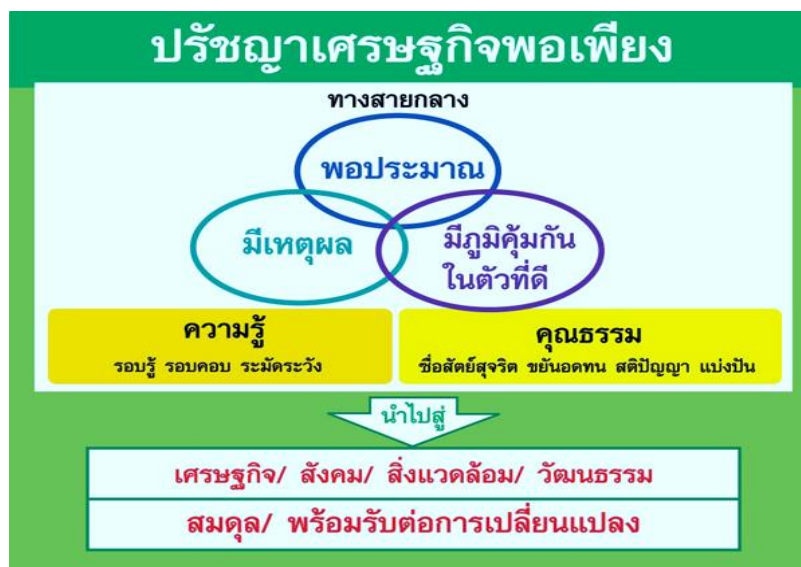 ปรัชญาเศรษฐกิจพอเพียง
ทางสายกลาง
พอประมาณ
มีเหตุผล
มีภูมิคุ้มกัน
ในตัวที่ดี
ความรู้
รอบรู้ รอบคอบ ระมัดระวัง
คุณธรรม
ซื่อสัตย์สุจริต ขยันอดทน สติปัญญา แบ่งปัน
นำไปสู่
เศรษฐกิจ/ สังคม/ สิ่งแวดล้อม/ วัฒนธรรม
สมดุล/ พร้อมรับต่อการเปลี่ยนแปลง